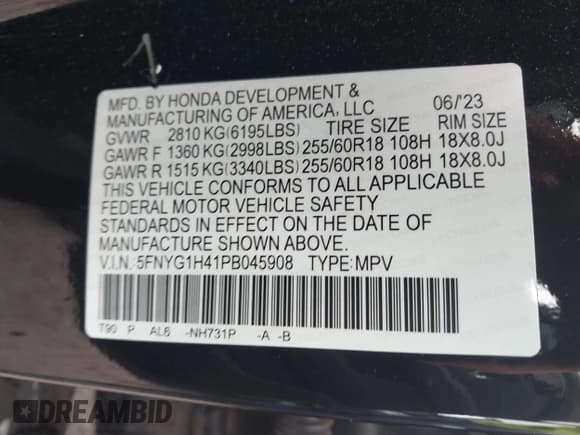 MFD. BY HONDA DEVELOPMENT &
MANUFACTURING OF AMERICA, LLC 06/'23
GVWR 2810 KG(6195LBS) TIRE SIZE RIM SIZE
GAWR F 1360 KG(2998LBS) 255/60R18 108H 18X8.0J
GAWR R 1515 KG(3340LBS) 255/60R18 108H 18X8.0J
THIS VEHICLE CONFORMS TO ALL APPLICABLE
FEDERAL MOTOR VEHICLE SAFETY
STANDARDS IN EFFECT ON THE DATE OF
MANUFACTURE SHOWN ABOVE.
V.I.N.: 5FNYG1H41PB045908 TYPE:MPV
T90 P AL6 -NH731P -A -B
DREAMBID